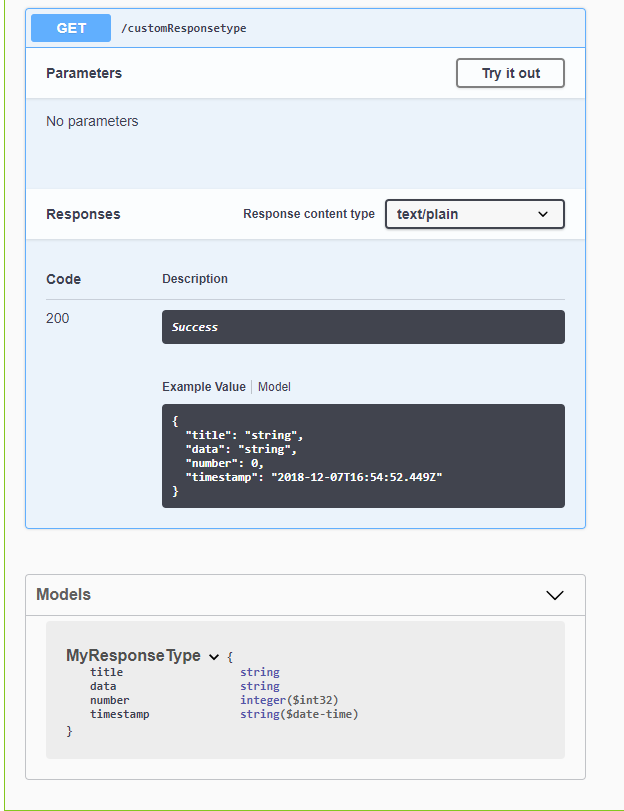 GET /customResponsetype
Parameters Try it out
No parameters
Responses Response content type text/plain
Code Description
200 Success
Example Value Model
{
"title": "string",
"data": "string",
"number": 0,
"timestamp": "2018-12-07T16:54:52.449Z"
}
Models
MyResponseType {
title string
data string
number integer($int32)
timestamp string($date-time)
}